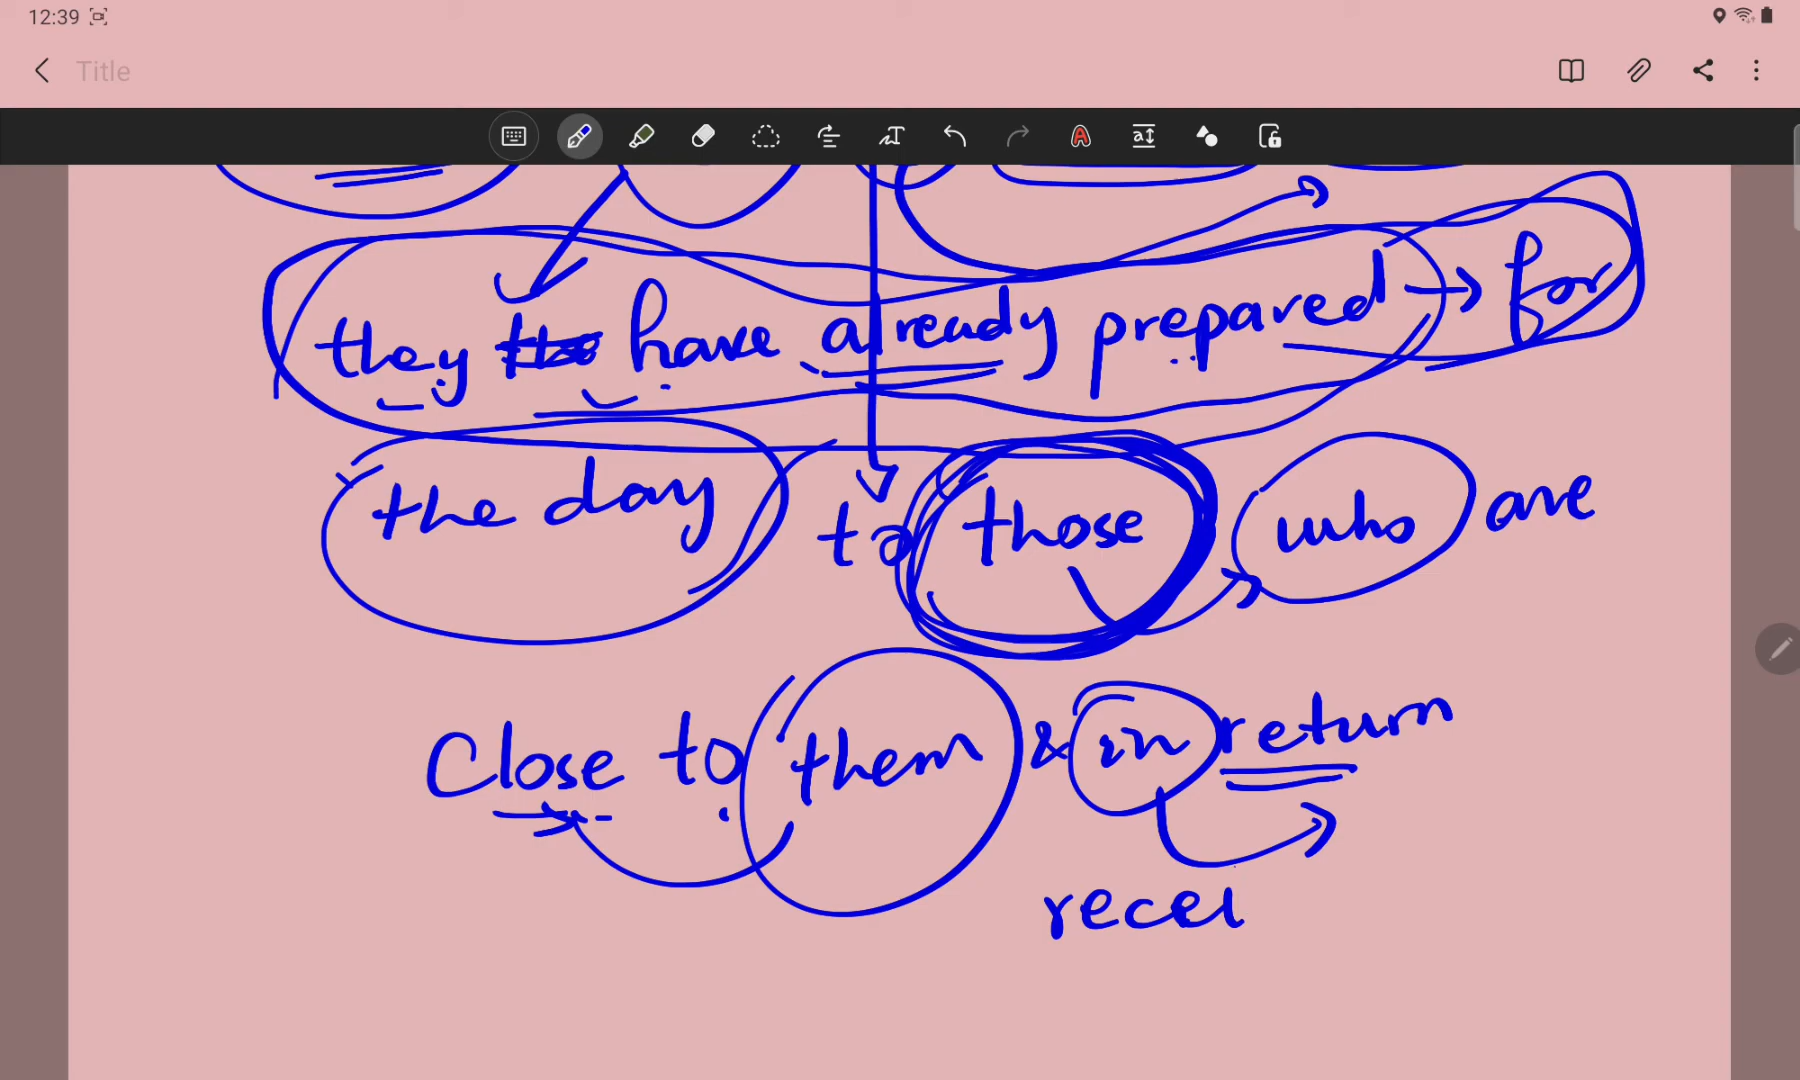 12:39
Title
they have already prepared → for
the day to those who are
Close to them & in return
recei